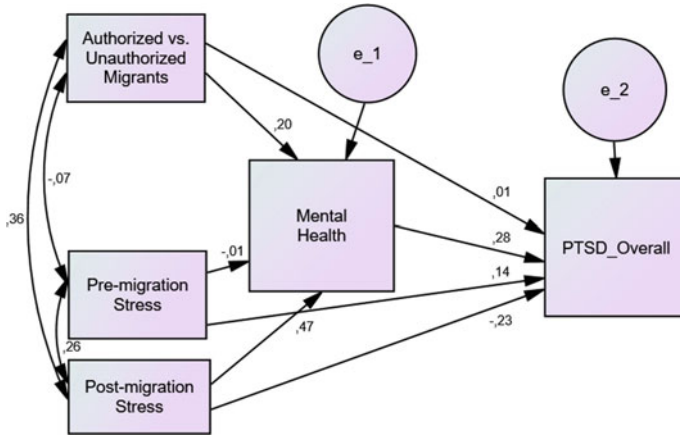 Authorized vs.
Unauthorized
Migrants
e_1
e_2
,20
-,07
,01
,36
Mental
Health
,28
PTSD_Overall
-,01
,14
Pre-migration
Stress
,47
-,23
,26
Post-migration
Stress